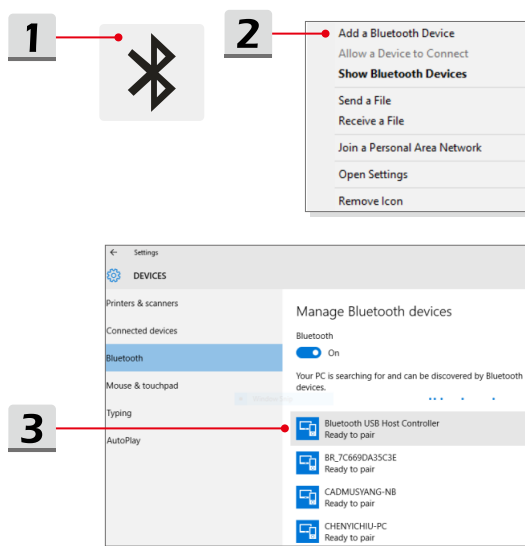 1
2
Add a Bluetooth Device
Allow a Device to Connect
Show Bluetooth Devices
Send a File
Receive a File
Join a Personal Area Network
Open Settings
Remove Icon
Settings
DEVICES
Printers & scanners
Connected devices
Bluetooth
Mouse & touchpad
Typing
AutoPlay
Manage Bluetooth devices
Bluetooth
On
Your PC is searching for and can be discovered by Bluetooth
devices.
3
Bluetooth USB Host Controller
Ready to pair
BR_7C669DA35C3E
Ready to pair
CADMUSYANG-NB
Ready to pair
CHENYICHIU-PC
Ready to pair